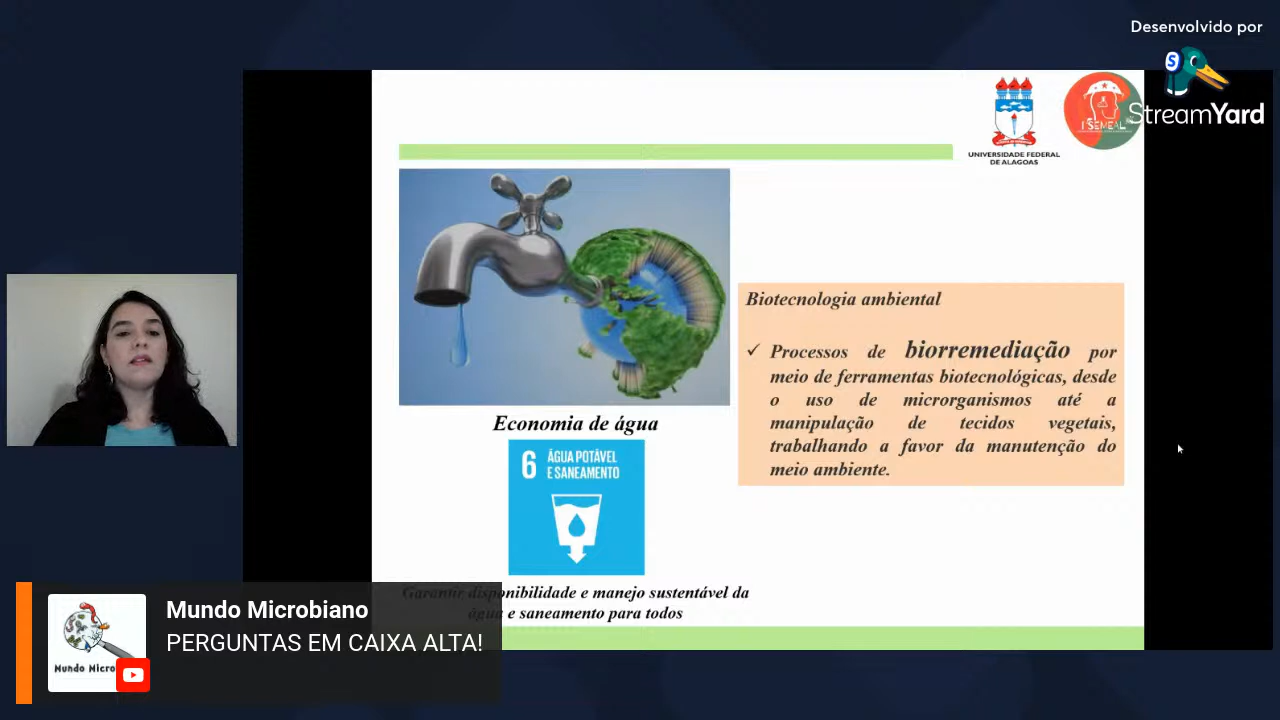 Desenvolvido por
StreamYard
I SEMEAL
UNIVERSIDADE FEDERAL
DE ALAGOAS
Biotecnologia ambiental
✓ Processos de biorremediação por
meio de ferramentas biotecnológicas, desde
o uso de microrganismos até a
manipulação de tecidos vegetais,
trabalhando a favor da manutenção do
meio ambiente.
Economia de água
6 ÁGUA POTÁVEL
E SANEAMENTO
Garantir disponibilidade e manejo sustentável da
água e saneamento para todos
Mundo Microbiano
PERGUNTAS EM CAIXA ALTA!
Mundo Micro